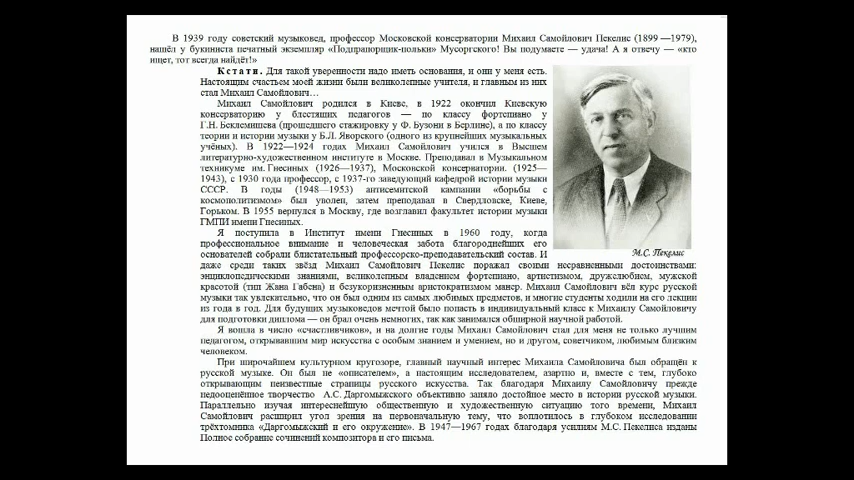 В 1939 году советский музыковед, профессор Московской консерватории Михаил Самойлович Пекелис (1899 —1979),
нашёл у букиниста печатный экземпляр «Подпрапорщик-польки» Мусоргского! Вы подумаете — удача! А я отвечу — «кто
ищет, тот всегда найдёт!»
Кстати. Для такой уверенности надо иметь основания, и они у меня есть.
Настоящим счастьем моей жизни были великолепные учителя, и главным из них
стал Михаил Самойлович…
Михаил Самойлович родился в Киеве, в 1922 окончил Киевскую
консерваторию у блестящих педагогов — по классу фортепиано у
Г.Н. Беклемишева (прошедшего стажировку у Ф. Бузони в Берлине), а по классу
теории и истории музыки у Б.Л. Яворского (одного из крупнейших музыкальных
учёных). В 1922—1924 годах Михаил Самойлович учился в Высшем
литературно-художественном институте в Москве. Преподавал в Музыкальном
техникуме им. Гнесиных (1926—1937), Московской консерватории. (1925—
1943), с 1930 года профессор, с 1937-го заведующий кафедрой истории музыки
СССР. В годы (1948—1953) антисемитской кампании «борьбы с
космополитизмом» был уволен, затем преподавал в Свердловске, Киеве,
Горьком. В 1955 вернулся в Москву, где возглавил факультет истории музыки
ГМПИ имени Гнесиных.
Я поступила в Институт имени Гнесиных в 1960 году, когда
профессиональное внимание и человеческая забота благороднейших его
основателей собрали блистательный профессорско-преподавательский состав. И
М.С. Пекелис
даже среди таких звёзд Михаил Самойлович Пекелис поражал своими несравненными достоинствами:
энциклопедическими знаниями, великолепным владением фортепиано, артистизмом, дружелюбием, мужской
красотой (тип Жана Габена) и безукоризненным аристократизмом манер. Михаил Самойлович вёл курс русской
музыки так увлекательно, что он был одним из самых любимых предметов, и многие студенты ходили на его лекции
из года в год. Для будущих музыковедов мечтой было попасть в индивидуальный класс к Михаилу Самойловичу
для подготовки диплома — он брал очень немногих, так как занимался обширной научной работой.
Я вошла в число «счастливчиков», и на долгие годы Михаил Самойлович стал для меня не только лучшим
педагогом, открывавшим мир искусства с особым знанием и умением, но и другом, советчиком, любимым близким
человеком.
При широчайшем культурном кругозоре, главный научный интерес Михаила Самойловича был обращён к
русской музыке. Он был не «описателем», а настоящим исследователем, азартно и, вместе с тем, глубоко
открывающим неизвестные страницы русского искусства. Так благодаря Михаилу Самойловичу прежде
недооценённое творчество А.С. Даргомыжского объективно заняло достойное место в истории русской музыки.
Параллельно изучая интереснейшую общественную и художественную ситуацию того времени, Михаил
Самойлович расширил угол зрения на первоначальную тему, что воплотилось в глубоком исследовании
трёхтомника «Даргомыжский и его окружение». В 1947—1967 годах благодаря усилиям М.С. Пекелиса изданы
Полное собрание сочинений композитора и его письма.